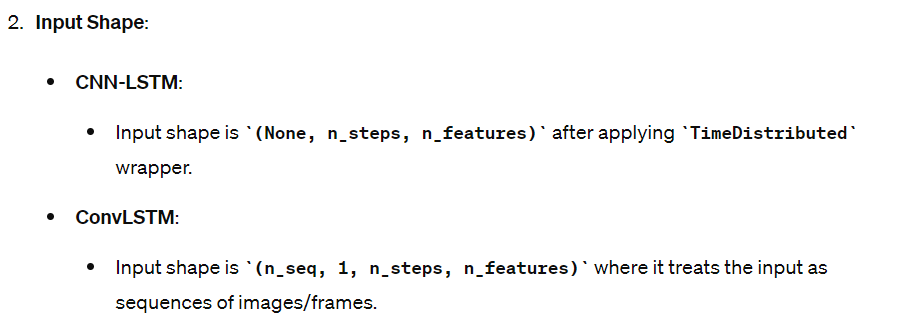 2. Input Shape:
• CNN-LSTM:
• Input shape is `(None, n_steps, n_features)` after applying `TimeDistributed`
wrapper.
• ConvLSTM:
• Input shape is `(n_seq, 1, n_steps, n_features)` where it treats the input as
sequences of images/frames.